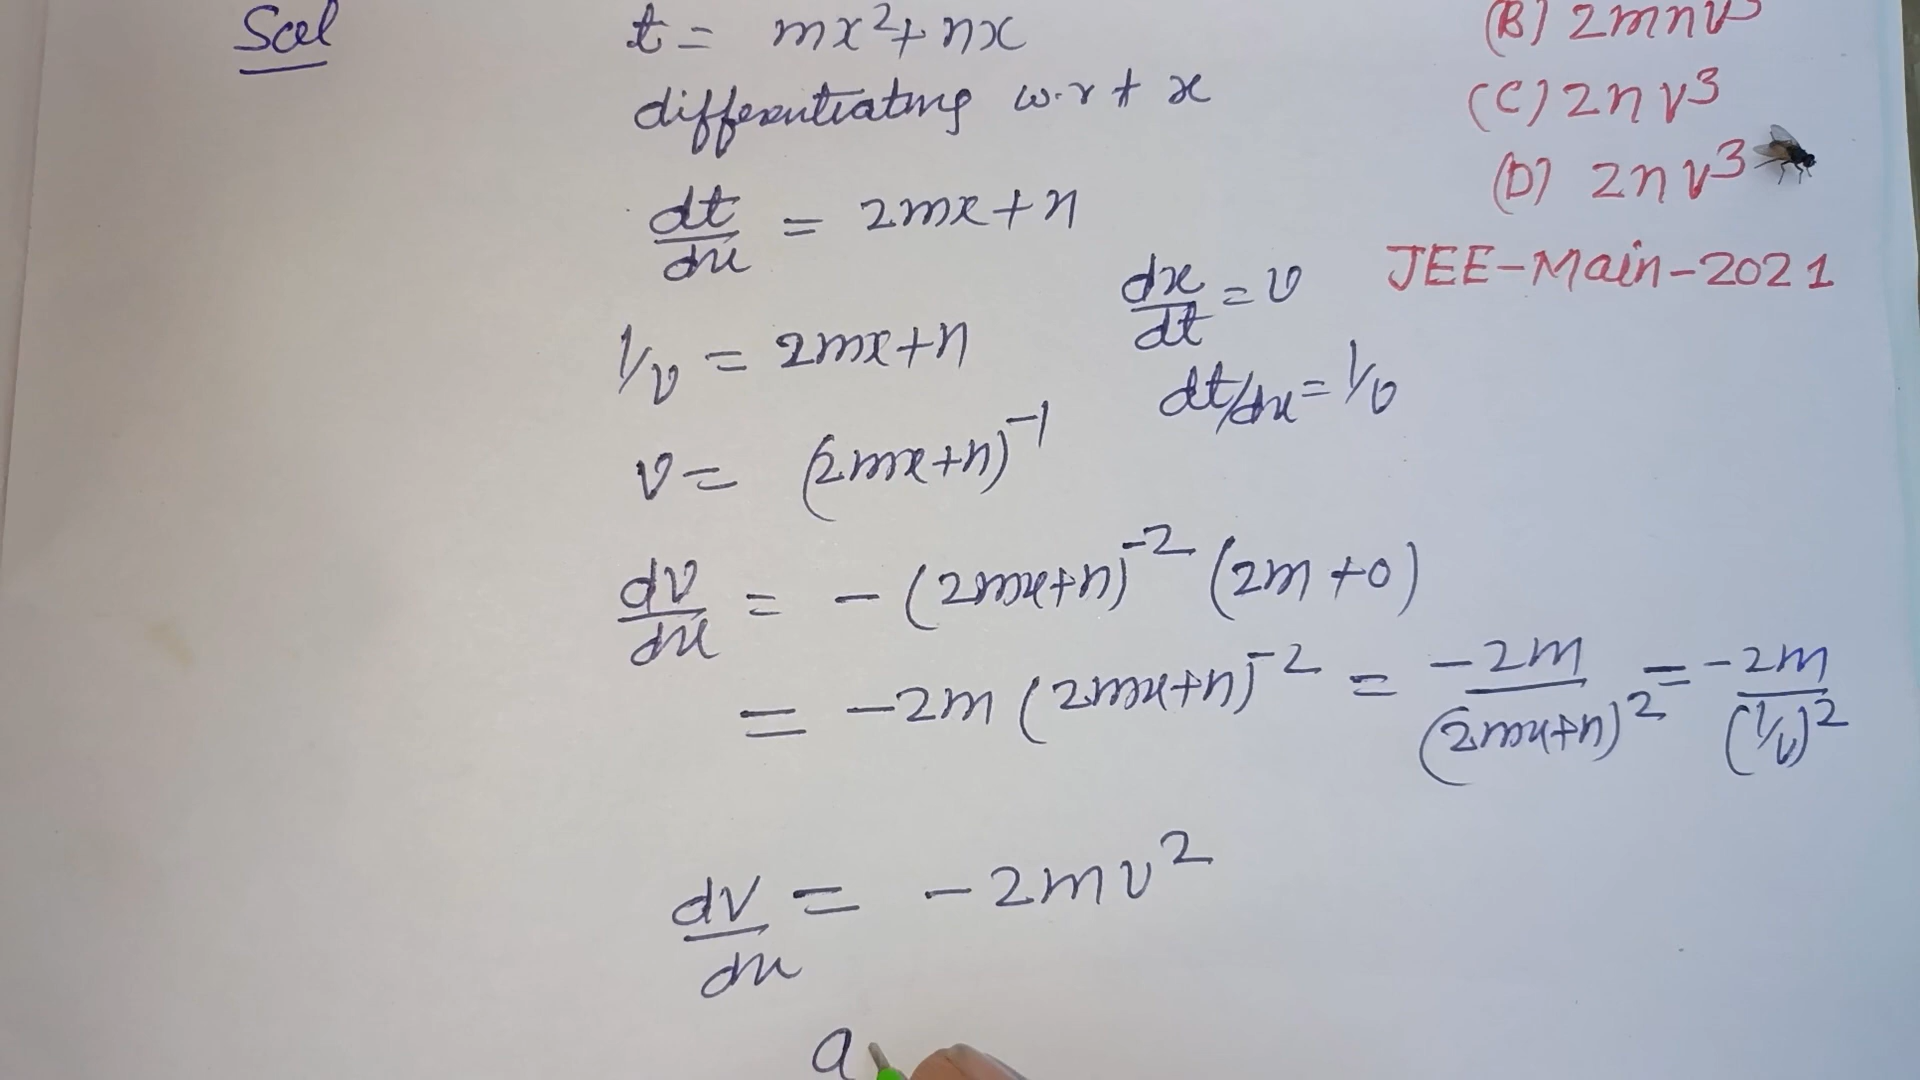 Sol
t = mx²+nx
differentiating w.r.t x
dt/dx = 2mx+n
1/v = 2mx+n
v = (2mx+n)⁻¹
dx/dt = v
dt/dx = 1/v
dv/dx = -(2mx+n)⁻² (2m+0)
= -2m (2mx+n)⁻² = -2m/(2mx+n)² = -2m/(1/v)²
dv/dx = -2mv²
a
(B) 2mnv³
(C) 2nv³
(D) 2nv³
JEE-Main-2021